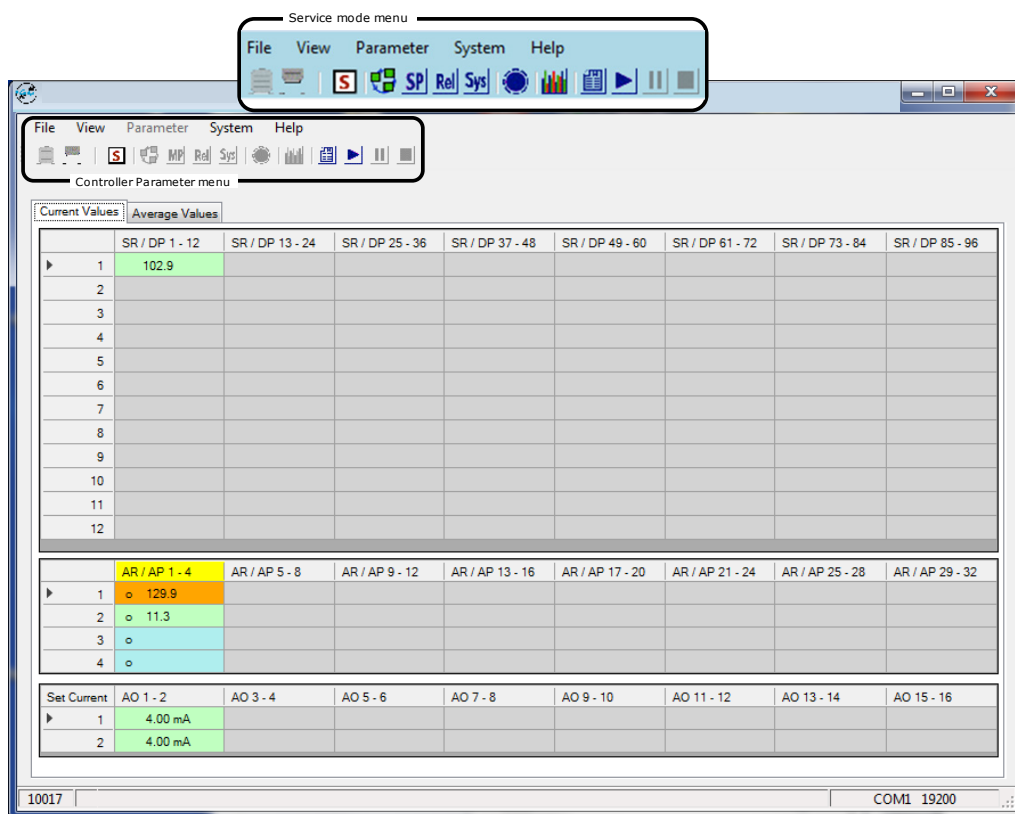 Service mode menu
File View Parameter System Help
S SP Rel Sys
File View Parameter System Help
S MP Rel Sys
Controller Parameter menu
Current Values Average Values
SR / DP 1 - 12 SR / DP 13 - 24 SR / DP 25 - 36 SR / DP 37 - 48 SR / DP 49 - 60 SR / DP 61 - 72 SR / DP 73 - 84 SR / DP 85 - 96
1 102.9
2
3
4
5
6
7
8
9
10
11
12
AR / AP 1 - 4 AR / AP 5 - 8 AR / AP 9 - 12 AR / AP 13 - 16 AR / AP 17 - 20 AR / AP 21 - 24 AR / AP 25 - 28 AR / AP 29 - 32
1 o 129.9
2 o 11.3
3 o
4 o
Set Current AO 1 - 2 AO 3 - 4 AO 5 - 6 AO 7 - 8 AO 9 - 10 AO 11 - 12 AO 13 - 14 AO 15 - 16
1 4.00 mA
2 4.00 mA
10017 COM1 19200